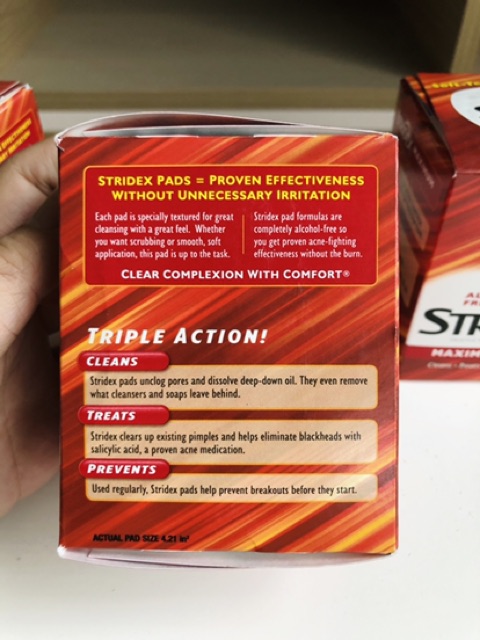 STRIDEX PADS = PROVEN EFFECTIVENESS
WITHOUT UNNECESSARY IRRITATION
Each pad is specially textured for great
cleansing with a great feel. Whether
you want scrubbing or smooth, soft
application, this pad is up to the task.
Stridex pad formulas are
completely alcohol-free so
you get proven acne-fighting
effectiveness without the burn.
CLEAR COMPLEXION WITH COMFORT®
TRIPLE ACTION!
CLEANS
Stridex pads unclog pores and dissolve deep-down oil. They even remove
what cleansers and soaps leave behind.
TREATS
Stridex clears up existing pimples and helps eliminate blackheads with
salicylic acid, a proven acne medication.
PREVENTS
Used regularly, Stridex pads help prevent breakouts before they start.
ACTUAL PAD SIZE 4.21 in²
STR
MAXIM